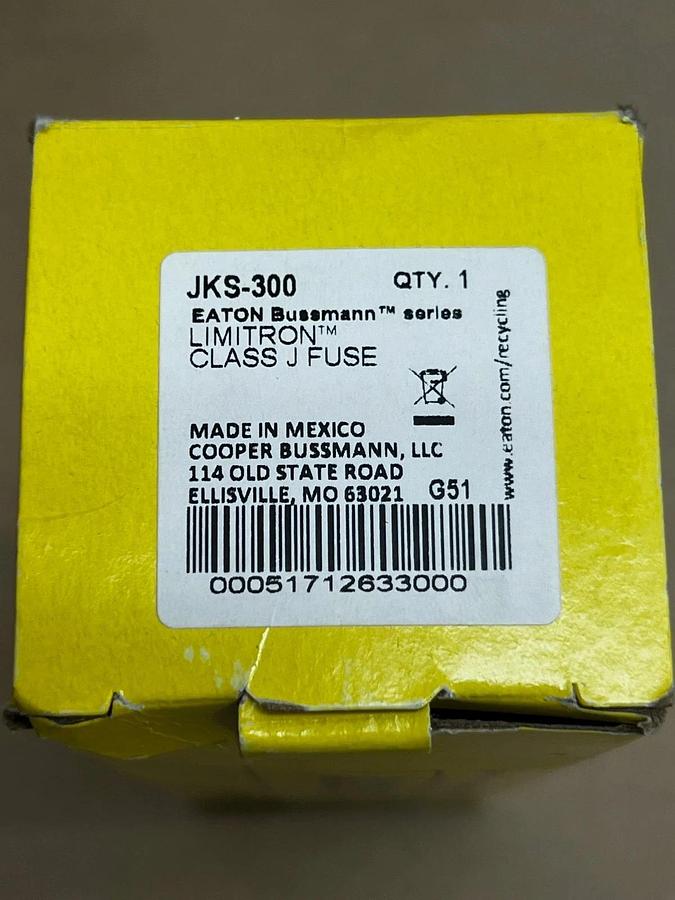 JKS-300 QTY. 1
EATON Bussmann™ series
LIMITRON™
CLASS J FUSE
www.eaton.com/recycling
MADE IN MEXICO
COOPER BUSSMANN, LLC
114 OLD STATE ROAD
ELLISVILLE, MO 63021 G51
00051712633000